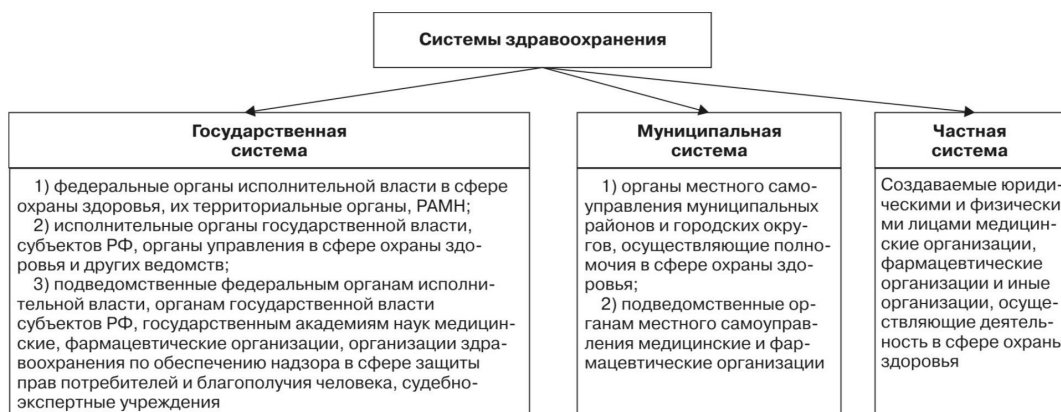 Системы здравоохранения
Государственная
система
1) федеральные органы исполнительной власти в сфере
охраны здоровья, их территориальные органы, РАМН;
2) исполнительные органы государственной власти,
субъектов РФ, органы управления в сфере охраны здо-
ровья и других ведомств;
3) подведомственные федеральным органам исполни-
тельной власти, органам государственной власти
субъектов РФ, государственным академиям наук медицин-
ские, фармацевтические организации, организации здра-
воохранения по обеспечению надзора в сфере защиты
прав потребителей и благополучия человека, судебно-
экспертные учреждения
Муниципальная
система
1) органы местного само-
управления муниципальных
районов и городских окру-
гов, осуществляющие полно-
мочия в сфере охраны здо-
ровья;
2) подведомственные ор-
ганам местного самоуправ-
ления медицинские и фар-
мацевтические организации
Частная
система
Создаваемые юриди-
ческими и физически-
ми лицами медицин-
ские организации,
фармацевтические
организации и иные
организации, осуще-
ствляющие деятель-
ность в сфере охраны
здоровья